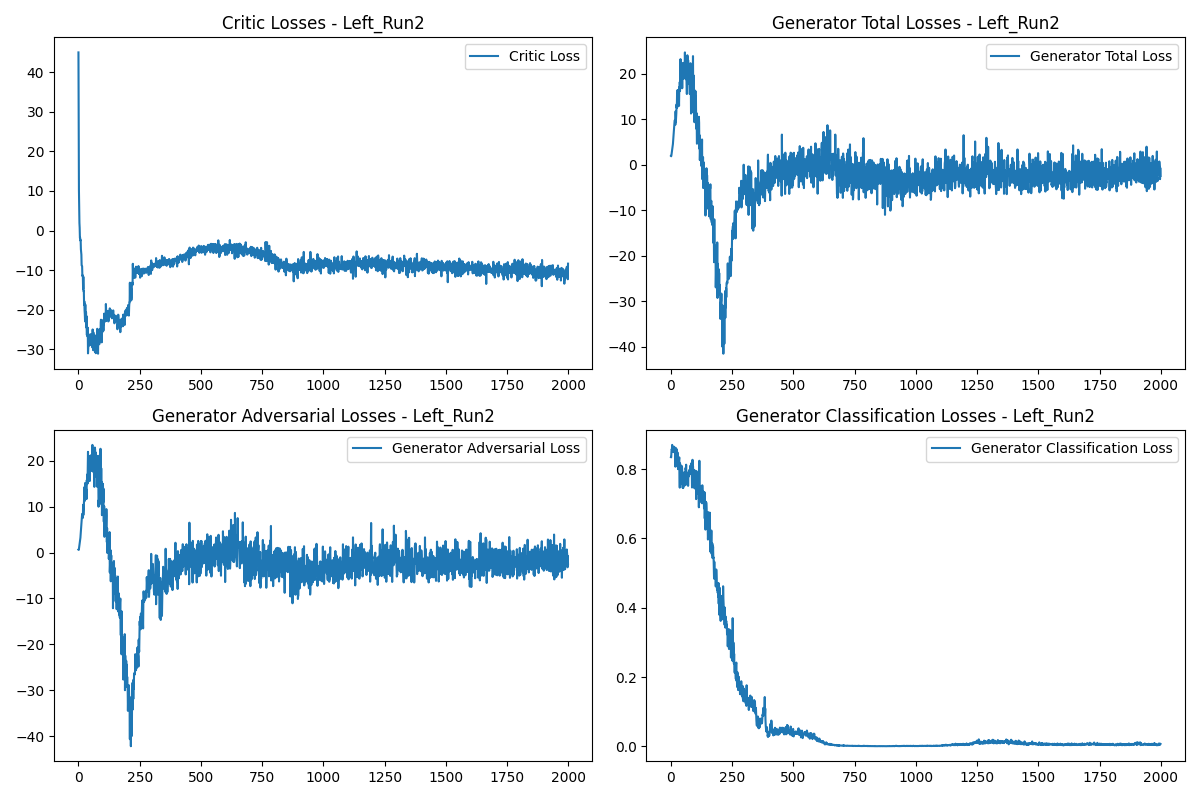 Critic Losses - Left_Run2
Critic Loss
40
30
20
10
0
−10
−20
−30
0 250 500 750 1000 1250 1500 1750 2000
Generator Total Losses - Left_Run2
Generator Total Loss
20
10
0
−10
−20
−30
−40
0 250 500 750 1000 1250 1500 1750 2000
Generator Adversarial Losses - Left_Run2
Generator Adversarial Loss
20
10
0
−10
−20
−30
−40
0 250 500 750 1000 1250 1500 1750 2000
Generator Classification Losses - Left_Run2
Generator Classification Loss
0.8
0.6
0.4
0.2
0.0
0 250 500 750 1000 1250 1500 1750 2000